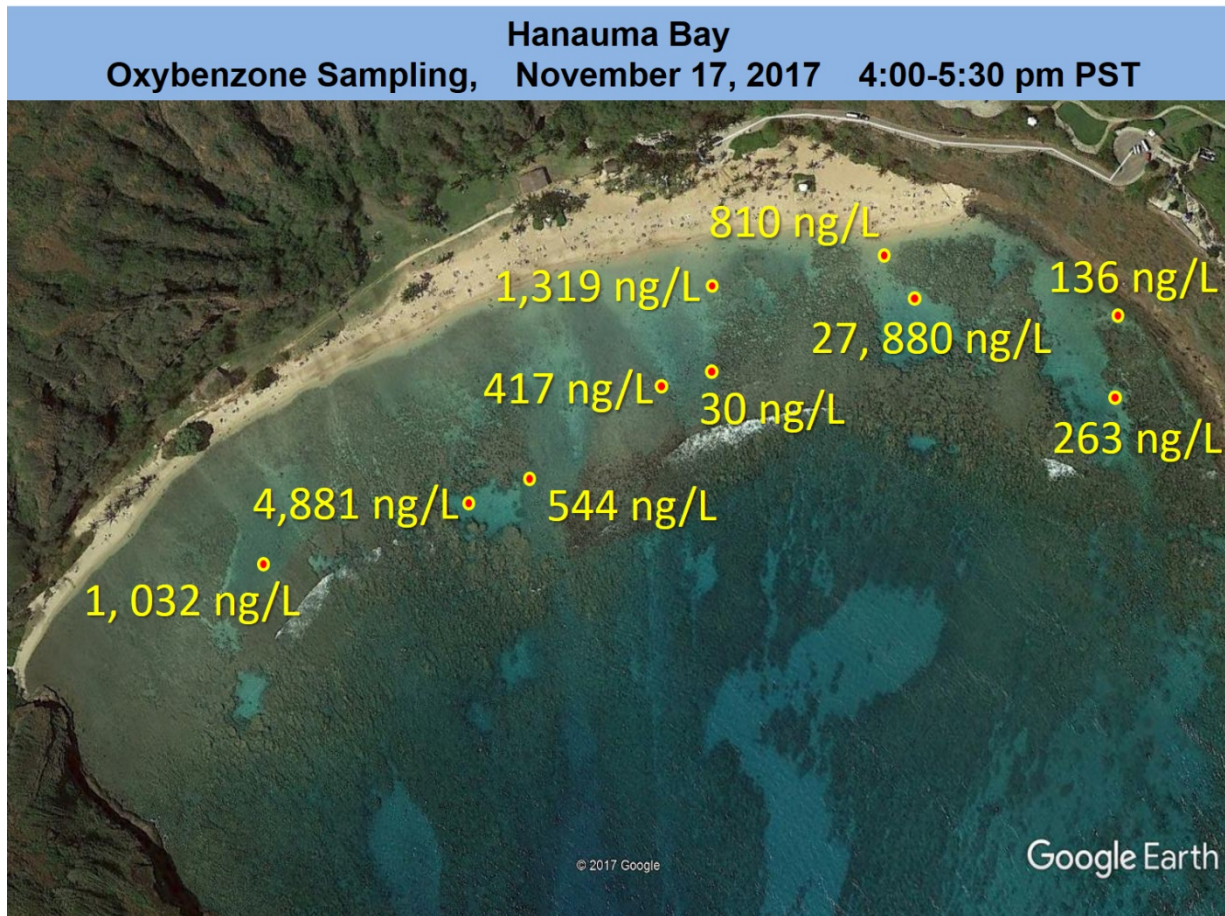 Hanauma Bay
Oxybenzone Sampling, November 17, 2017 4:00-5:30 pm PST
810 ng/L
1,319 ng/L
136 ng/L
27, 880 ng/L
417 ng/L
30 ng/L
263 ng/L
4,881 ng/L
544 ng/L
1, 032 ng/L
© 2017 Google
Google Earth